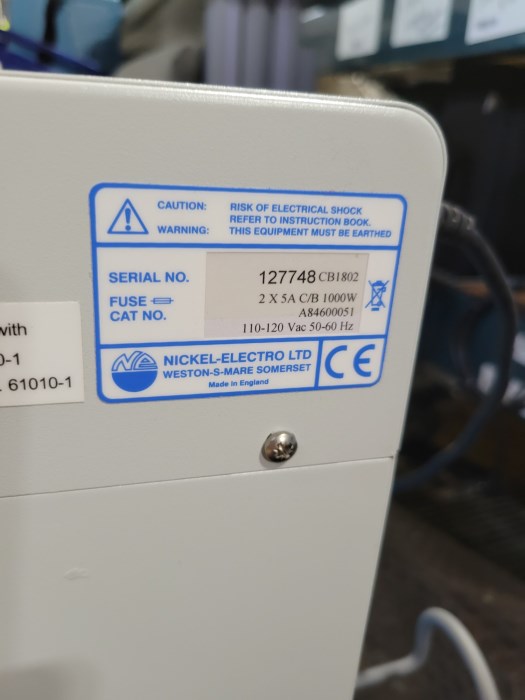 CAUTION: RISK OF ELECTRICAL SHOCK
REFER TO INSTRUCTION BOOK.
WARNING: THIS EQUIPMENT MUST BE EARTHED
SERIAL NO. 127748 CB1802
FUSE 2 X 5A C/B 1000W
CAT NO. A84600051
110-120 Vac 50-60 Hz
NE NICKEL-ELECTRO LTD
WESTON-S-MARE SOMERSET
Made in England
CE
with
0-1
61010-1